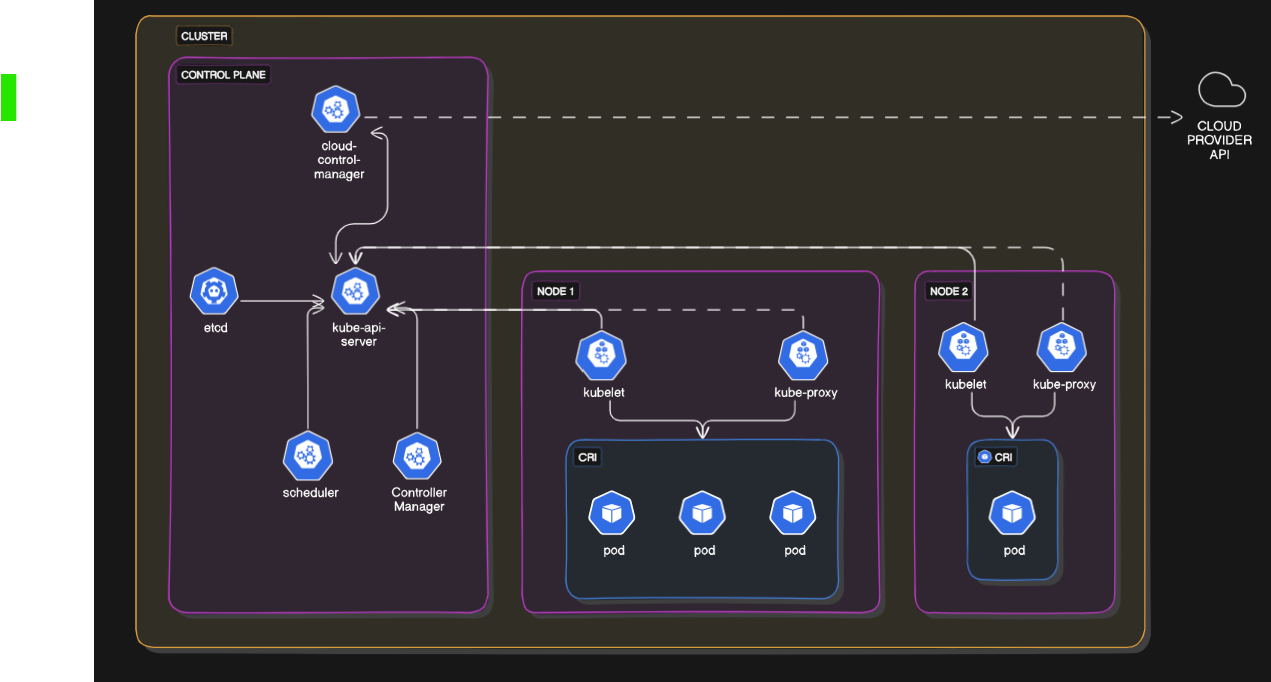 CLUSTER
CONTROL PLANE
cloud-
control-
manager
CLOUD
PROVIDER
API
etcd
kube-api-
server
scheduler
Controller
Manager
NODE 1
kubelet
kube-proxy
CRI
pod
pod
pod
NODE 2
kubelet
kube-proxy
CRI
pod